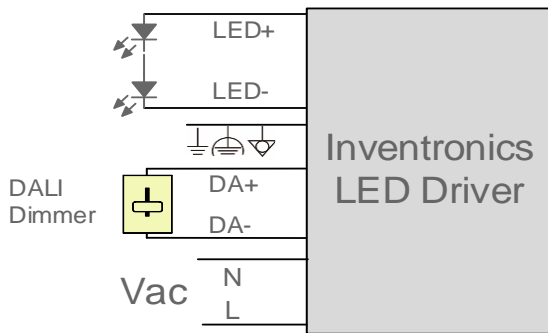 LED+
LED-
Inventronics
LED Driver
DALI
Dimmer
DA+
DA-
Vac
N
L